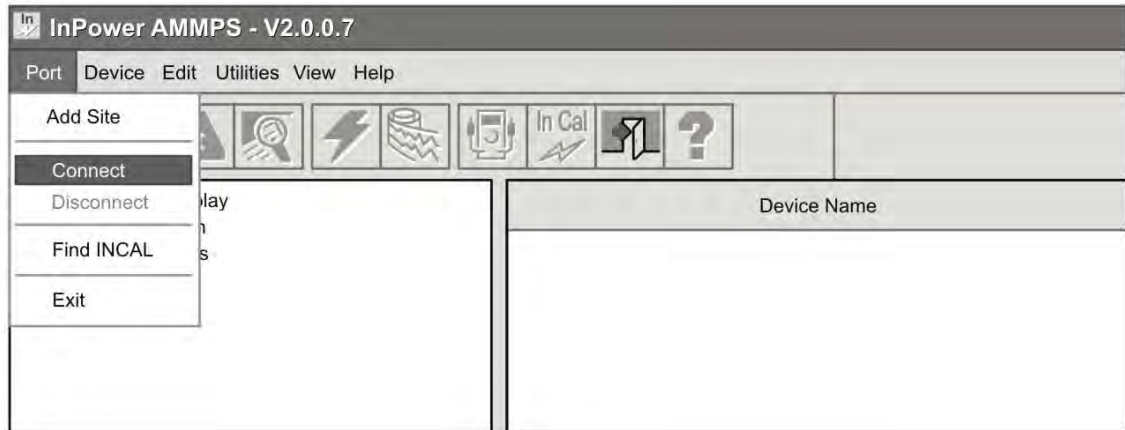 In
InPower AMMPS - V2.0.0.7
Port Device Edit Utilities View Help
Add Site
In Cal
?
Connect
Disconnect
Device Name
Find INCAL
Exit